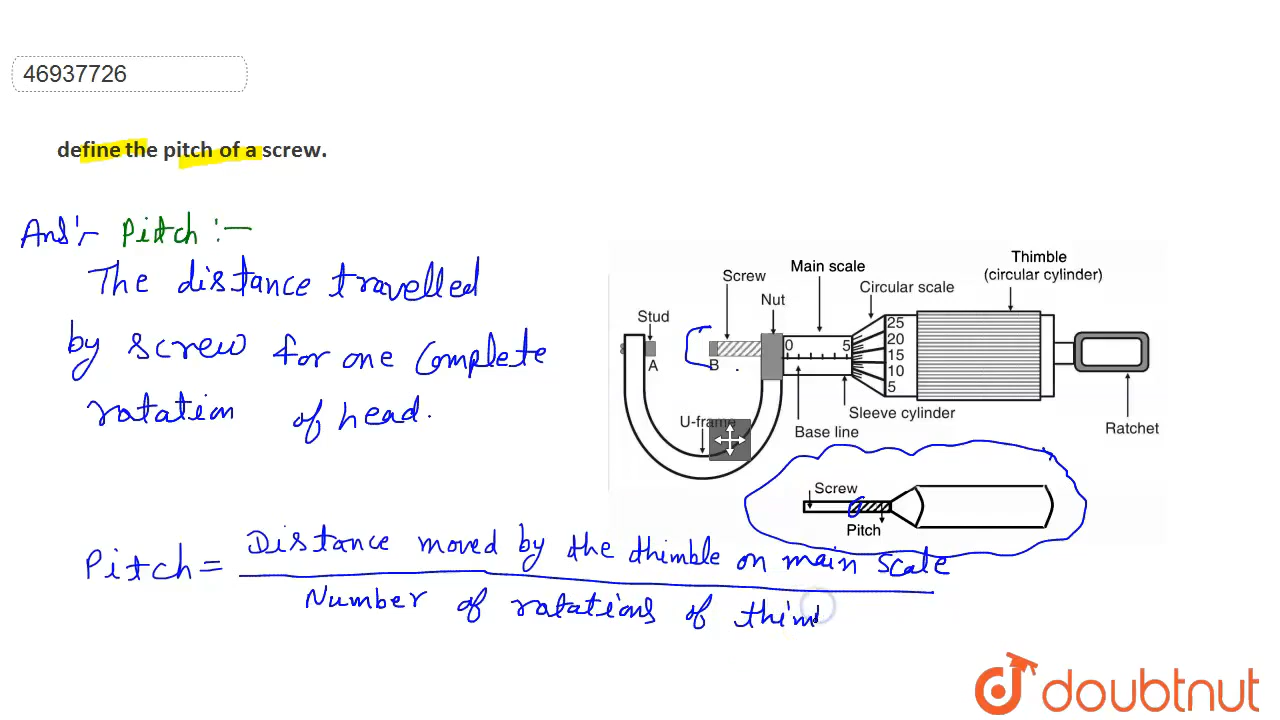 46937726
define the pitch of a screw.
Ans:- Pitch :-
The distance travelled
by screw for one complete
rotation of head.
Thimble
(circular cylinder)
Main scale
Screw
Circular scale
Nut
Stud
0 5
25
20
15
10
5
A
B
Sleeve cylinder
U-frame
Base line
Ratchet
Screw
Pitch
Pitch = Distance moved by the thimble on main scale
Number of rotations of thim
doubtnut